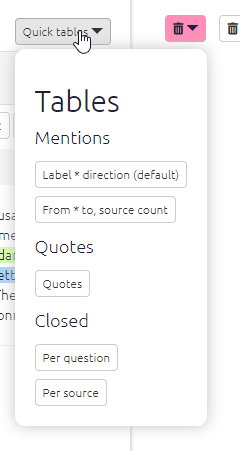 Quick tables
Tables
Mentions
Label * direction (default)
From * to, source count
Quotes
Quotes
Closed
Per question
Per source